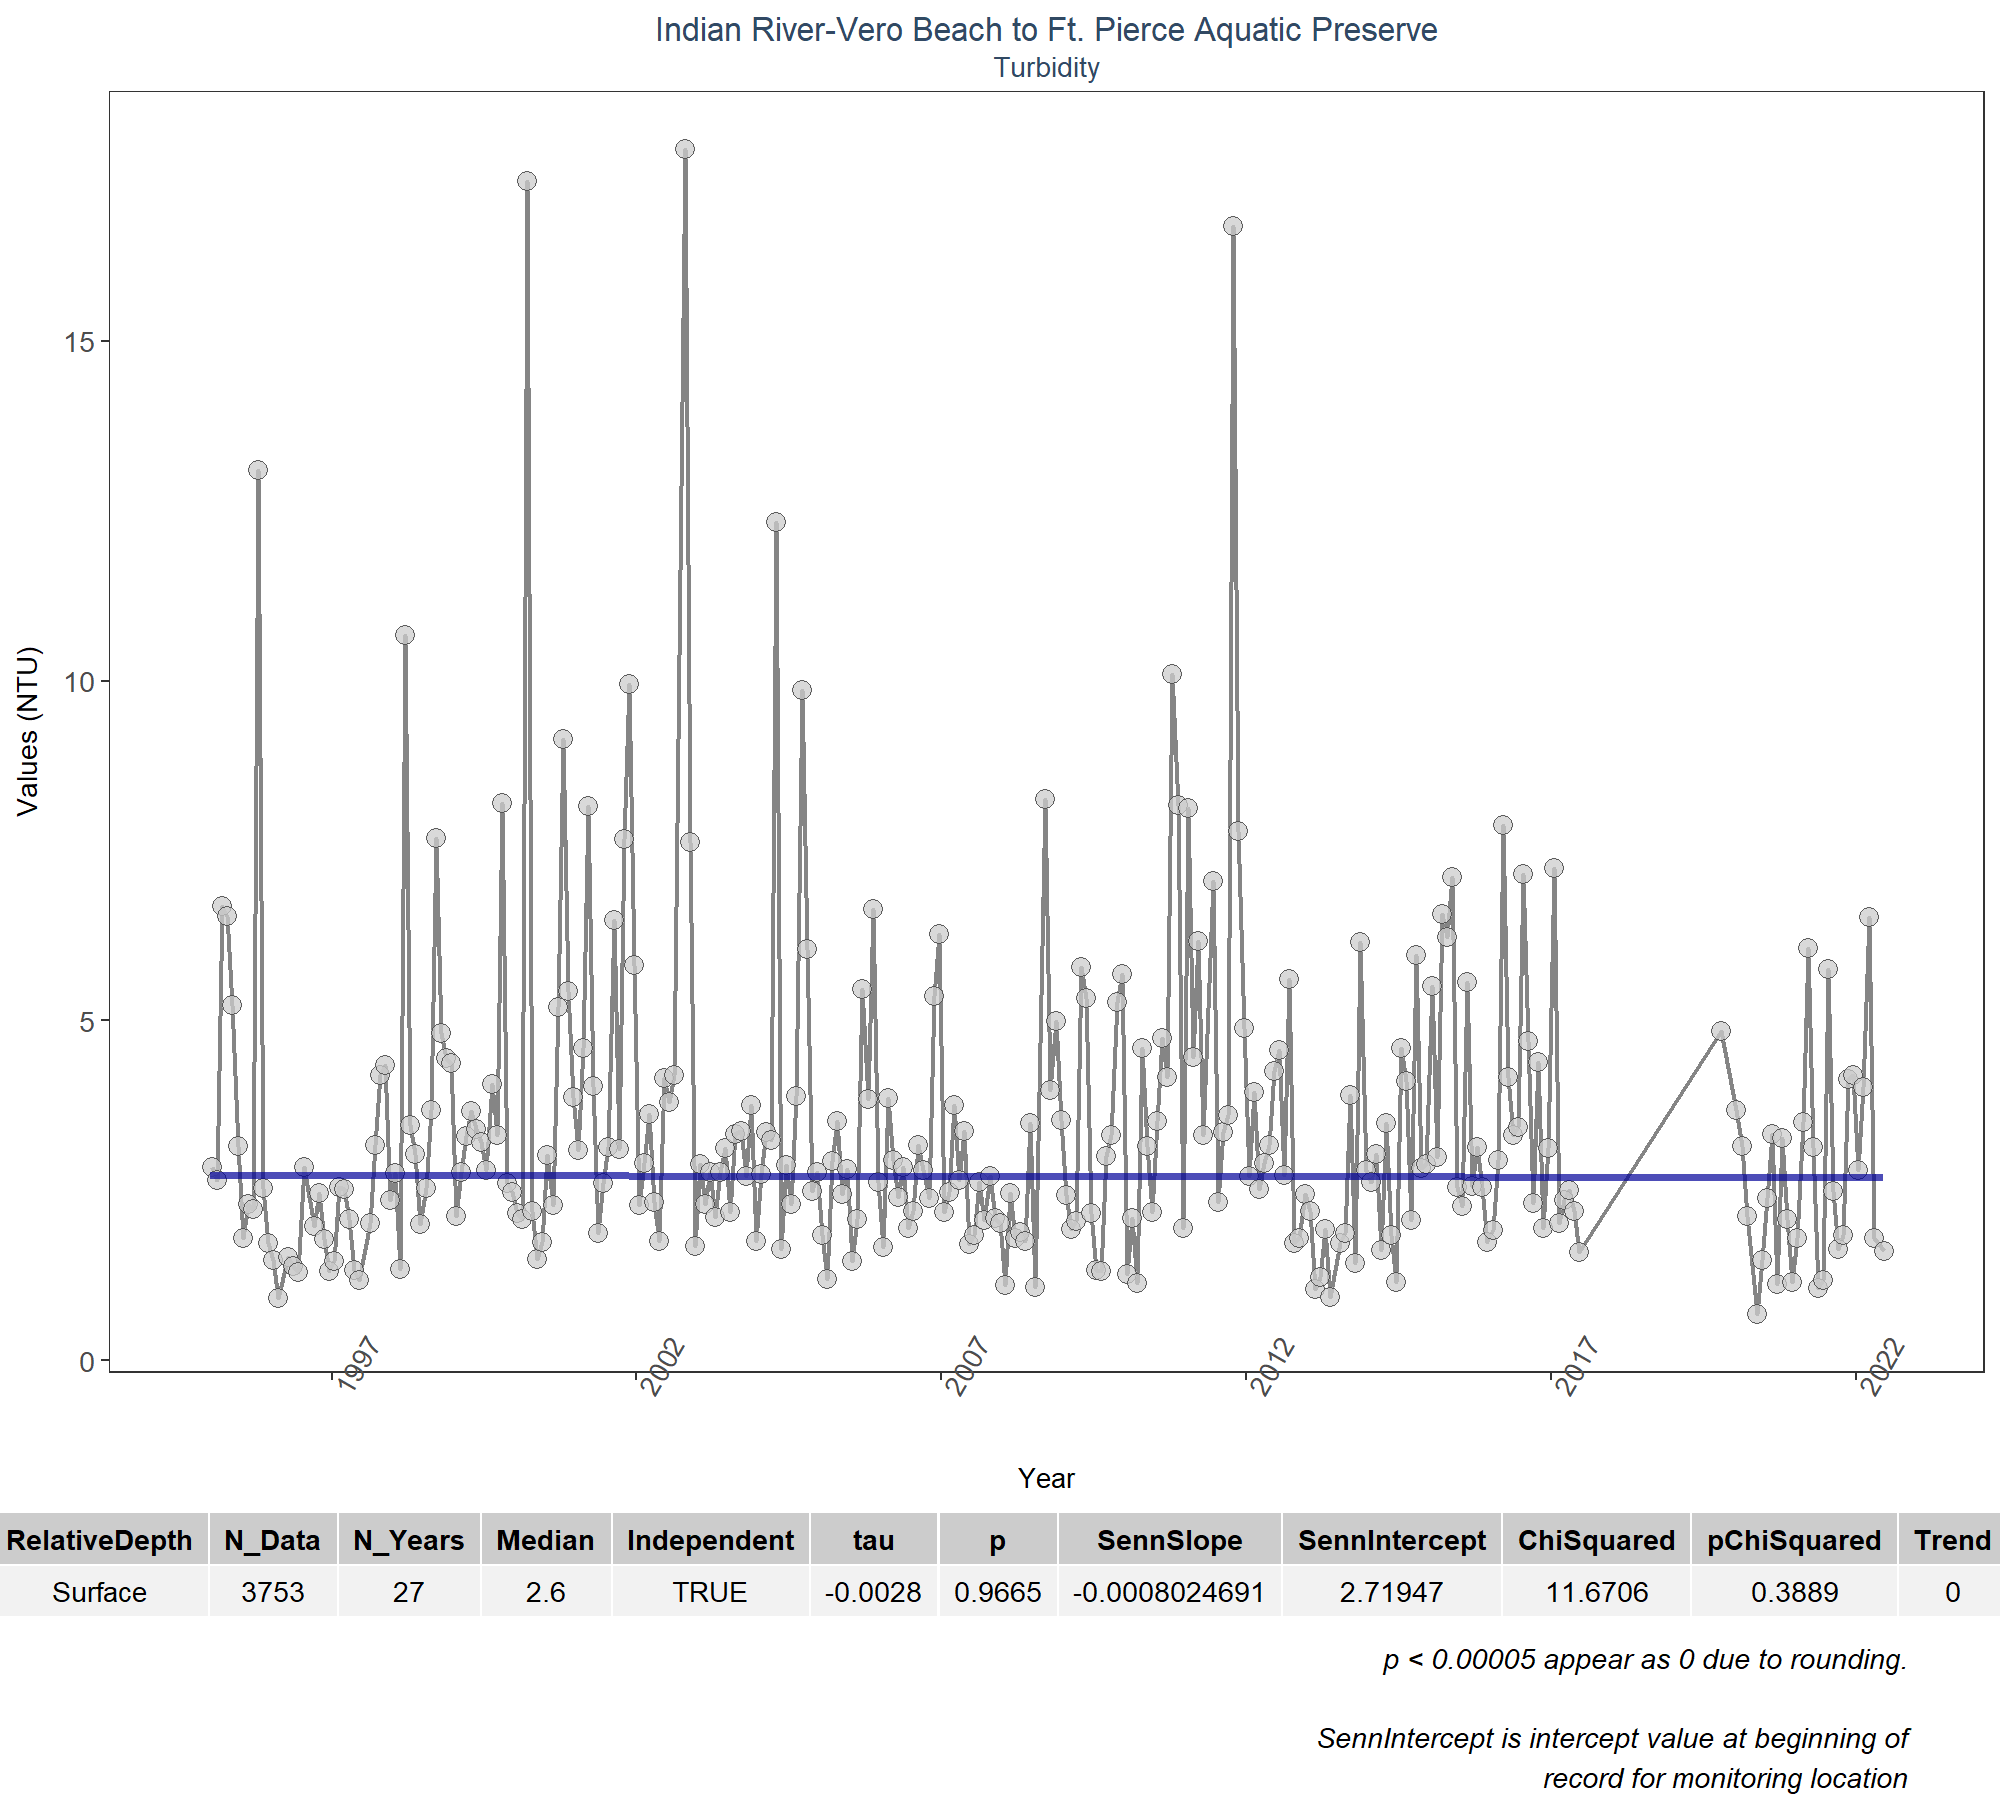 Indian River-Vero Beach to Ft. Pierce Aquatic Preserve
Turbidity
Values (NTU)
15
10
5
0
1997 2002 2007 2012 2017 2022
Year
RelativeDepth N_Data N_Years Median Independent tau p SennSlope SennIntercept ChiSquared pChiSquared Trend
Surface 3753 27 2.6 TRUE -0.0028 0.9665 -0.0008024691 2.71947 11.6706 0.3889 0
p < 0.00005 appear as 0 due to rounding.
SennIntercept is intercept value at beginning of
record for monitoring location